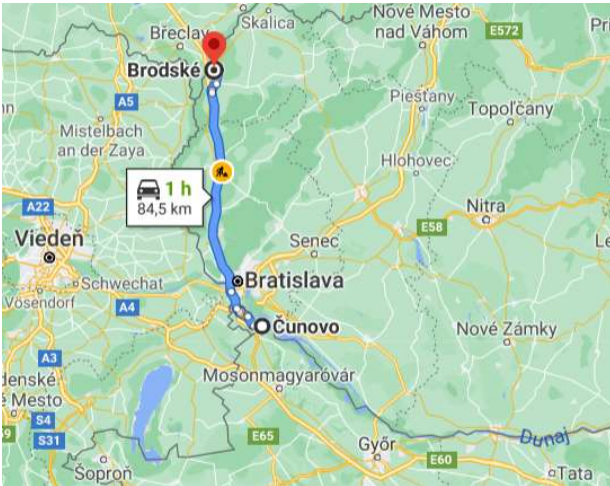 Nové Mesto
nad Váhom
Skalica
E572
Břeclav
Brodské
Piešťany
Topoľčany
A5
Mistelbach
an der Zaya
Hlohovec
1 h
84,5 km
A22
Nitra
E58
Viedeň
Senec
Schwechat
Bratislava
Vösendorf
A4
Čunovo
Nové Zámky
A3
Mosonmagyaróvár
denské
é Mesto
S4
S31
E65
Győr
E60
Dunaj
Šoproň
Tata